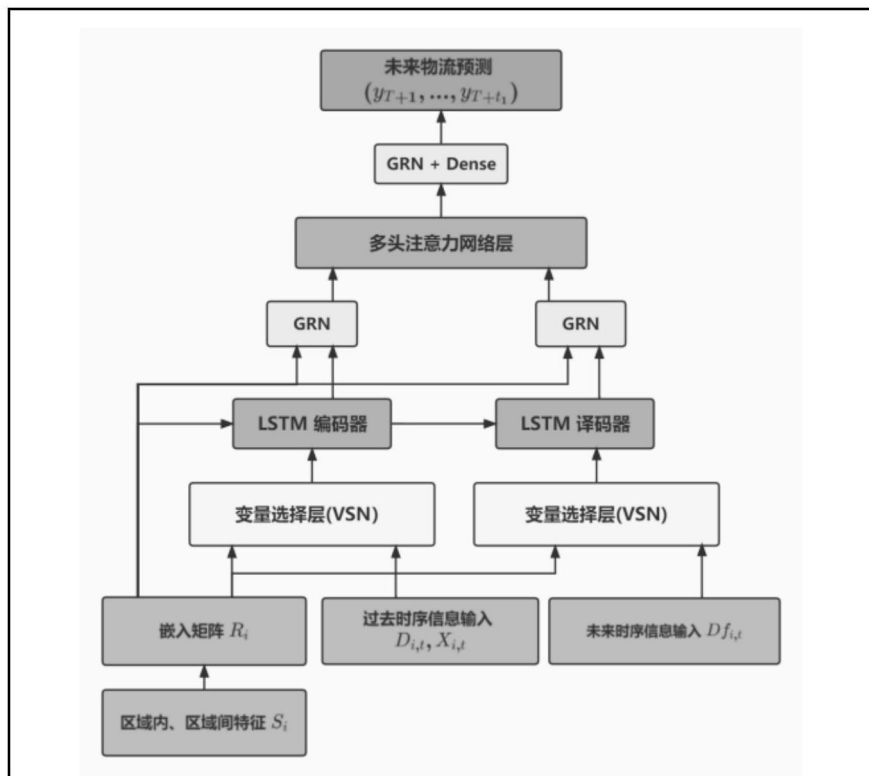 未来物流预测
(y_{T+1}, ..., y_{T+t_1})
GRN + Dense
多头注意力网络层
GRN
GRN
LSTM 编码器
LSTM 译码器
变量选择层(VSN)
变量选择层(VSN)
嵌入矩阵 R_i
过去时序信息输入
D_{i,t}, X_{i,t}
未来时序信息输入 Df_{i,t}
区域内、区域间特征 S_i